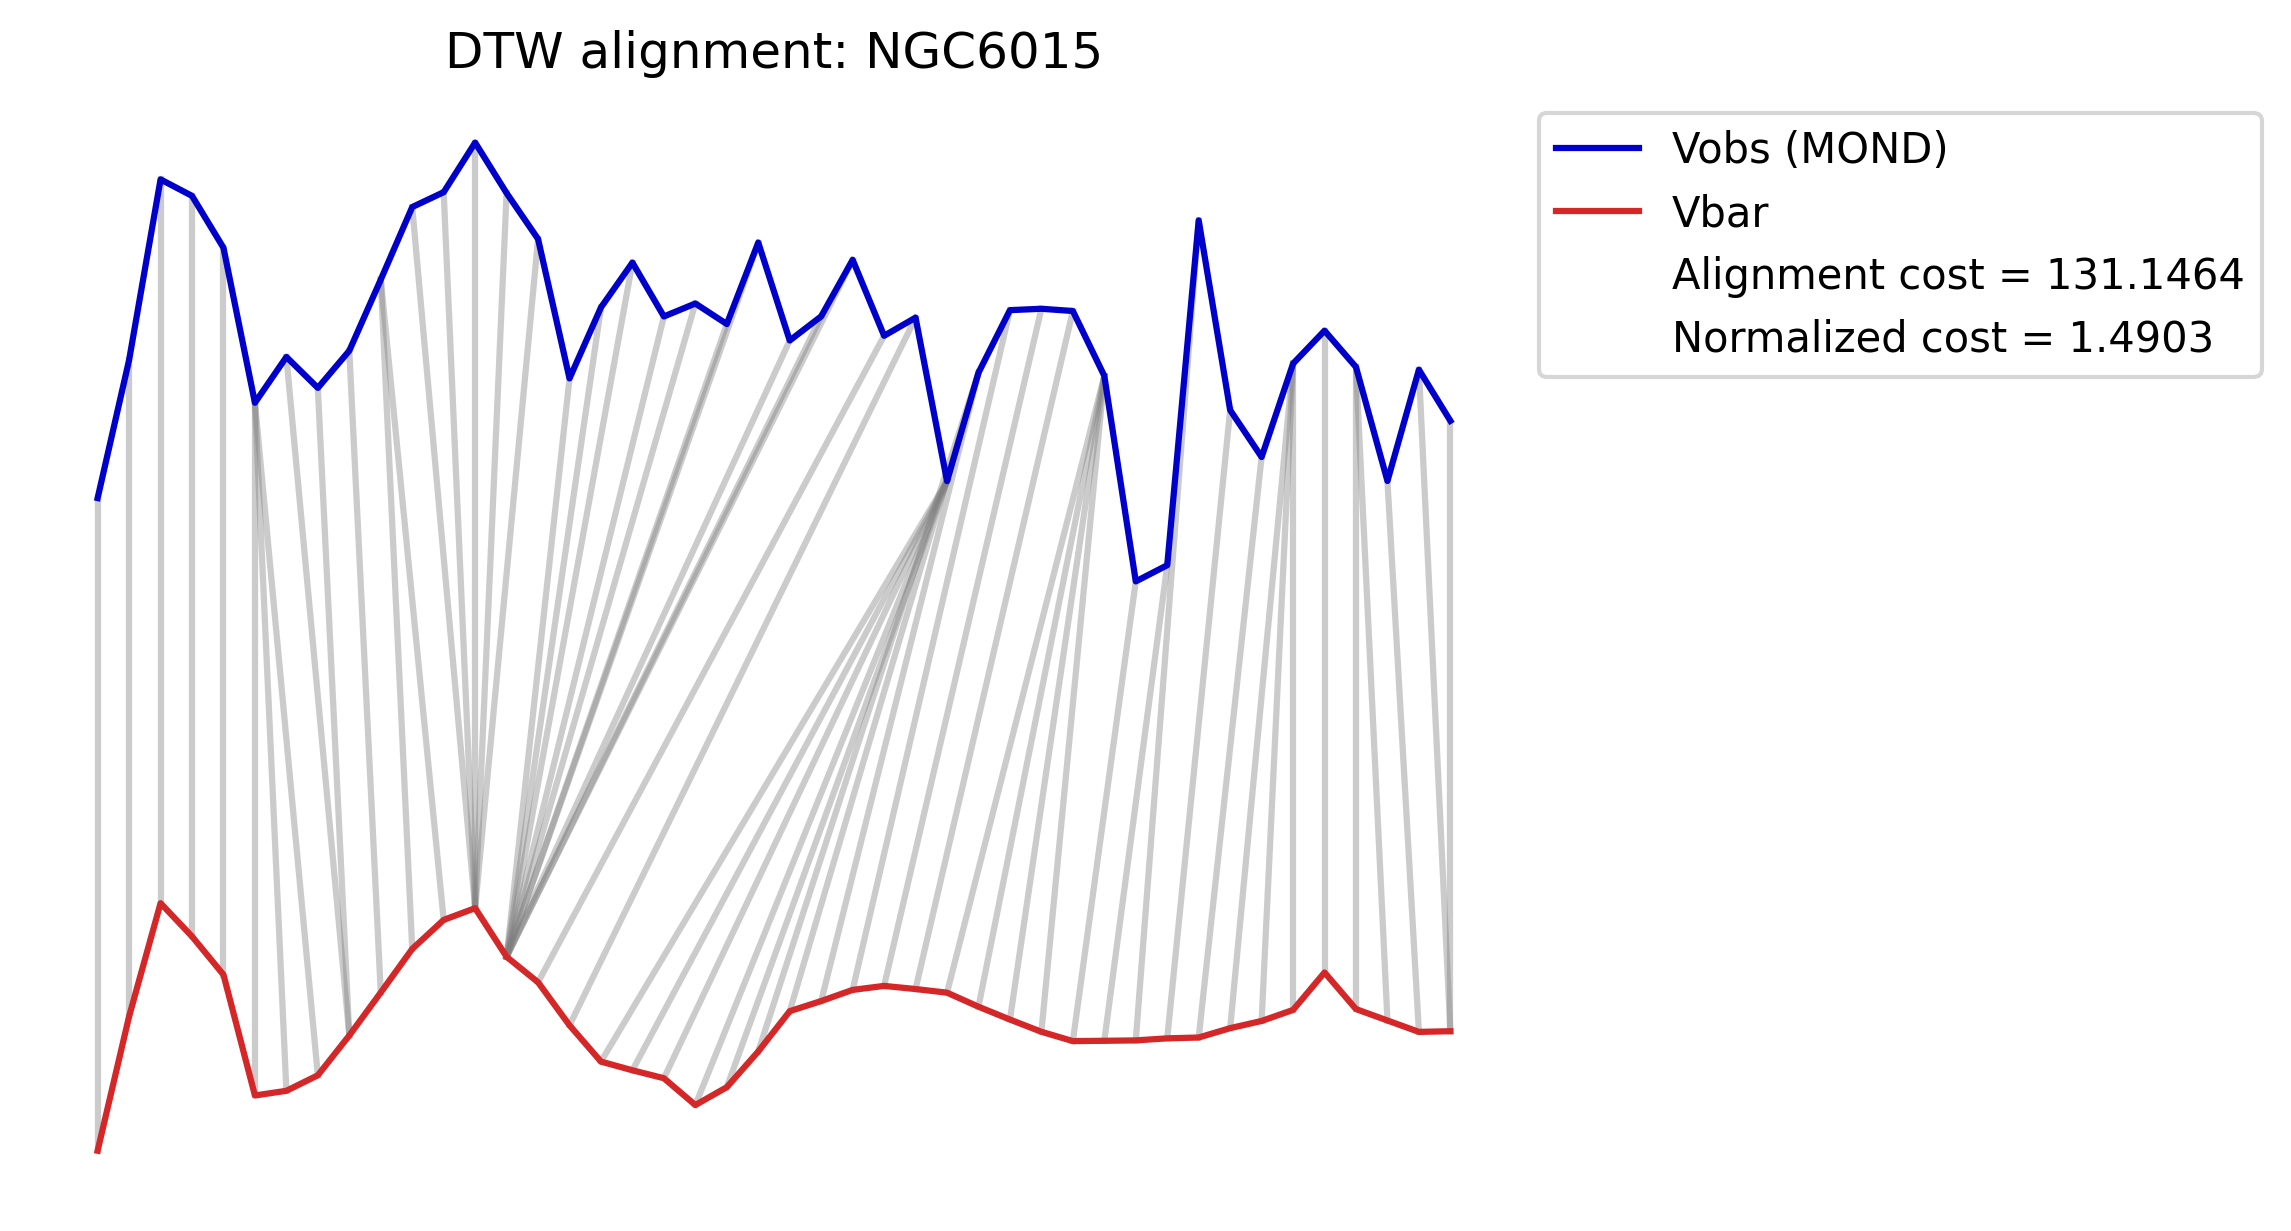 DTW alignment: NGC6015
Vobs (MOND)
Vbar
Alignment cost = 131.1464
Normalized cost = 1.4903